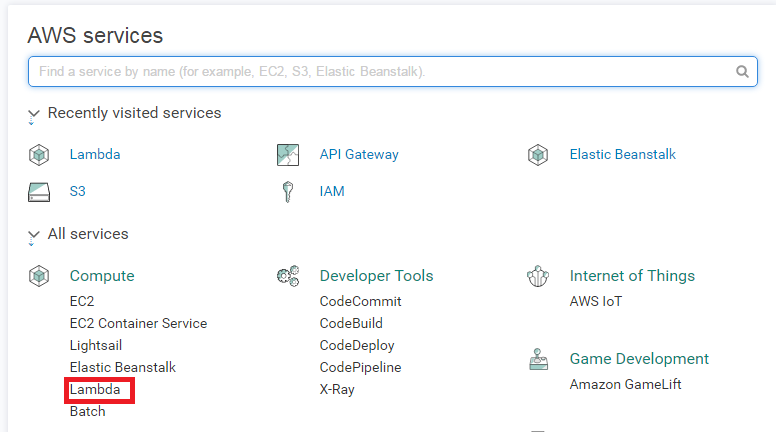 AWS services
Find a service by name (for example, EC2, S3, Elastic Beanstalk).
Recently visited services
Lambda
API Gateway
Elastic Beanstalk
S3
IAM
All services
Compute
EC2
EC2 Container Service
Lightsail
Elastic Beanstalk
Lambda
Batch
Developer Tools
CodeCommit
CodeBuild
CodeDeploy
CodePipeline
X-Ray
Internet of Things
AWS IoT
Game Development
Amazon GameLift